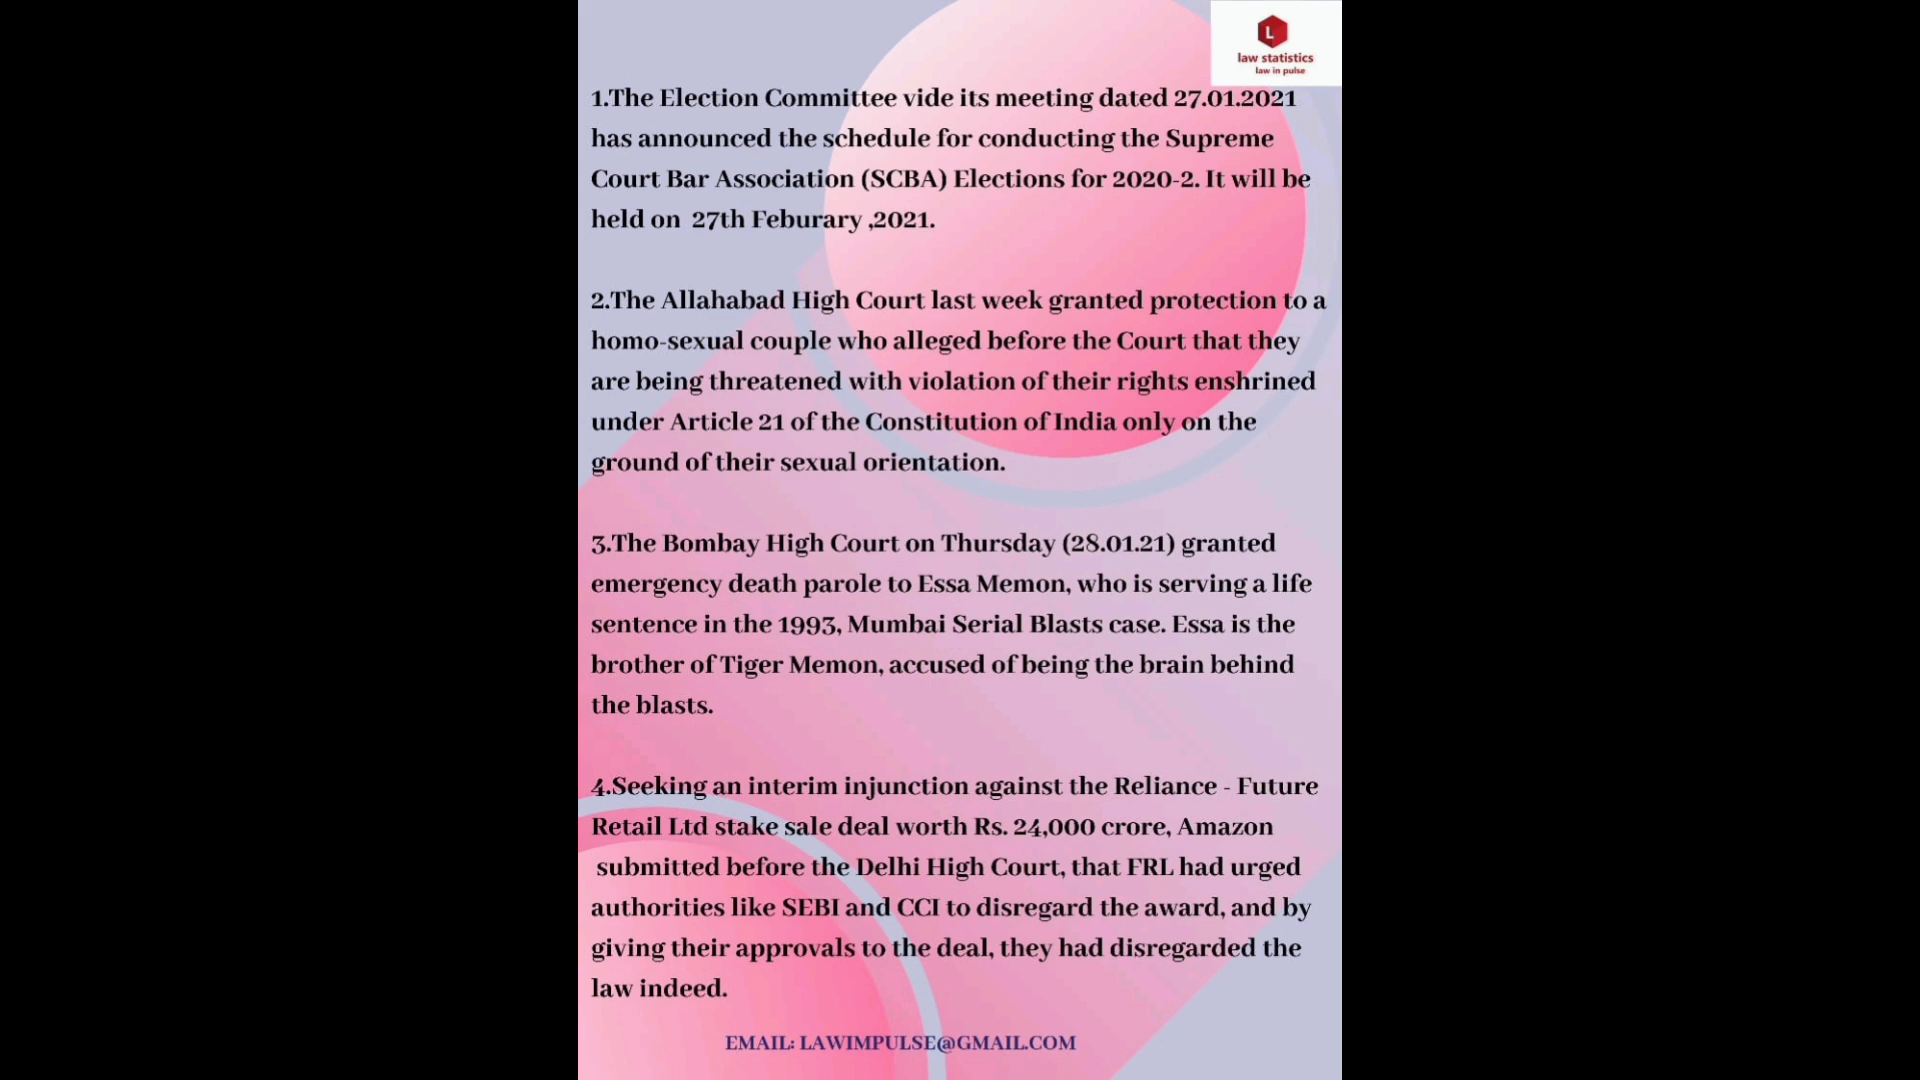 L
law statistics
law in pulse
1.The Election Committee vide its meeting dated 27.01.2021
has announced the schedule for conducting the Supreme
Court Bar Association (SCBA) Elections for 2020-2. It will be
held on  27th Feburary ,2021.
2.The Allahabad High Court last week granted protection to a
homo-sexual couple who alleged before the Court that they
are being threatened with violation of their rights enshrined
under Article 21 of the Constitution of India only on the
ground of their sexual orientation.
3.The Bombay High Court on Thursday (28.01.21) granted
emergency death parole to Essa Memon, who is serving a life
sentence in the 1993, Mumbai Serial Blasts case. Essa is the
brother of Tiger Memon, accused of being the brain behind
the blasts.
4.Seeking an interim injunction against the Reliance - Future
Retail Ltd stake sale deal worth Rs. 24,000 crore, Amazon
submitted before the Delhi High Court, that FRL had urged
authorities like SEBI and CCI to disregard the award, and by
giving their approvals to the deal, they had disregarded the
law indeed.
EMAIL: LAWIMPULSE@GMAIL.COM